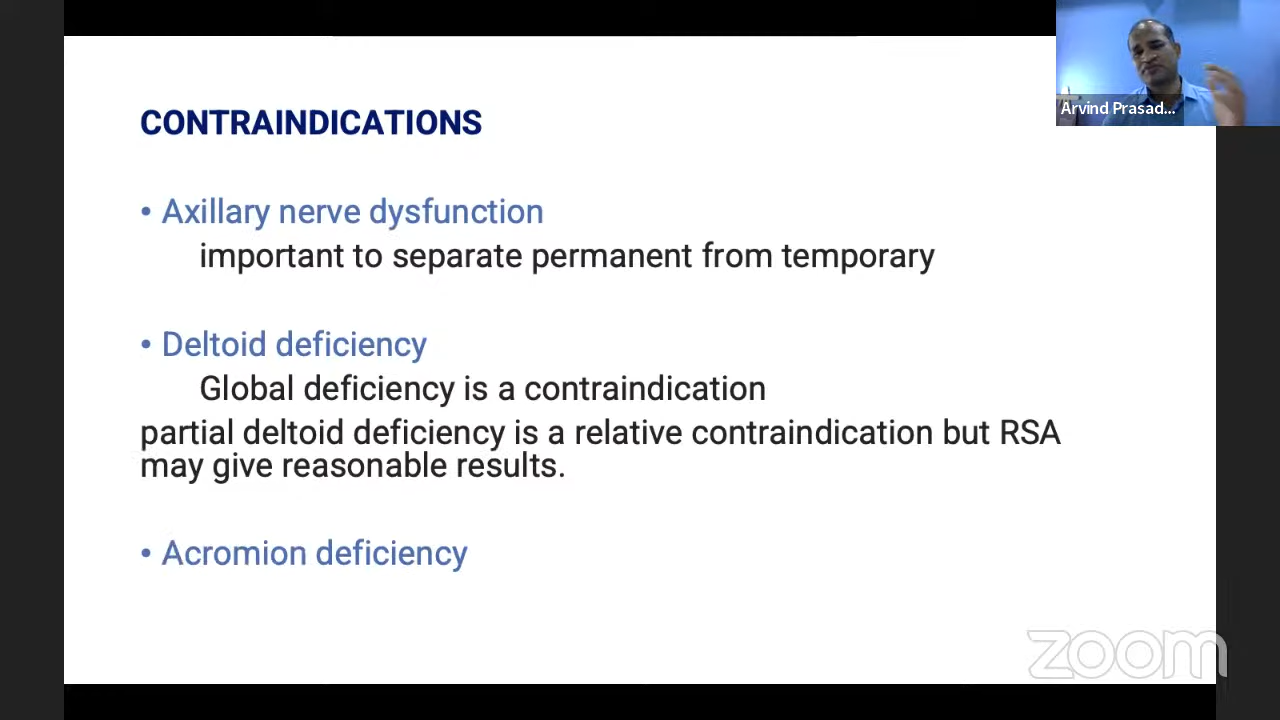 CONTRAINDICATIONS
Arvind Prasad...
• Axillary nerve dysfunction
important to separate permanent from temporary
• Deltoid deficiency
Global deficiency is a contraindication
partial deltoid deficiency is a relative contraindication but RSA
may give reasonable results.
• Acromion deficiency
zoom